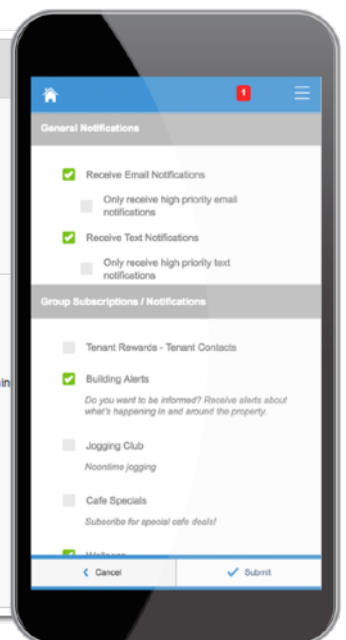 1
General Notifications
Receive Email Notifications
Only receive high priority email
notifications
Receive Text Notifications
Only receive high priority text
notifications
Group Subscriptions / Notifications
Tenant Rewards - Tenant Contacts
Building Alerts
Do you want to be informed? Receive alerts about
what's happening in and around the property.
Jogging Club
Noontime jogging
Cafe Specials
Subscribe for special cafe deals!
Cancel
Submit